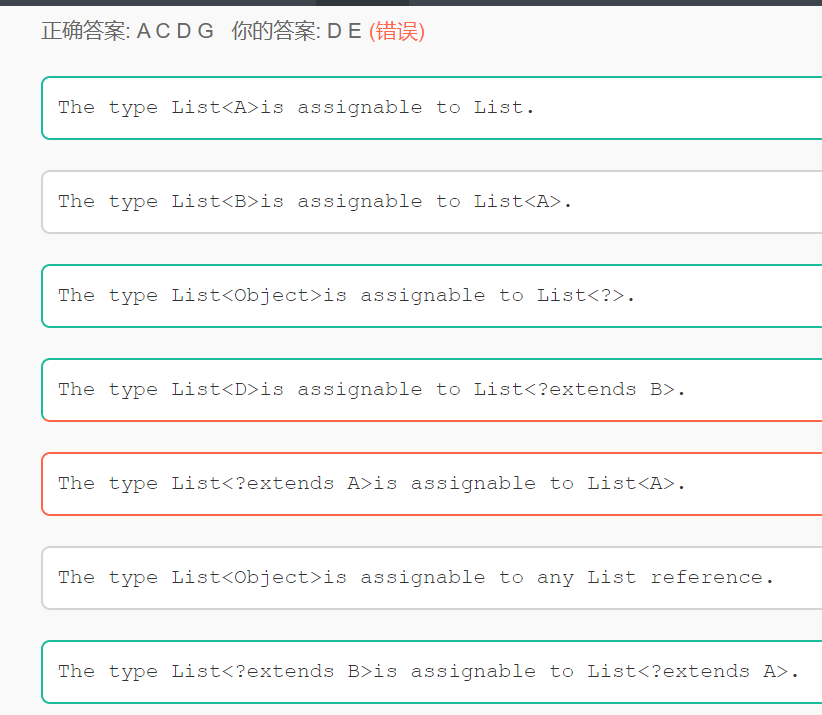 正确答案: A C D G 你的答案: D E (错误)
The type List<A>is assignable to List.
The type List<B>is assignable to List<A>.
The type List<Object>is assignable to List<?>.
The type List<D>is assignable to List<?extends B>.
The type List<?extends A>is assignable to List<A>.
The type List<Object>is assignable to any List reference.
The type List<?extends B>is assignable to List<?extends A>.